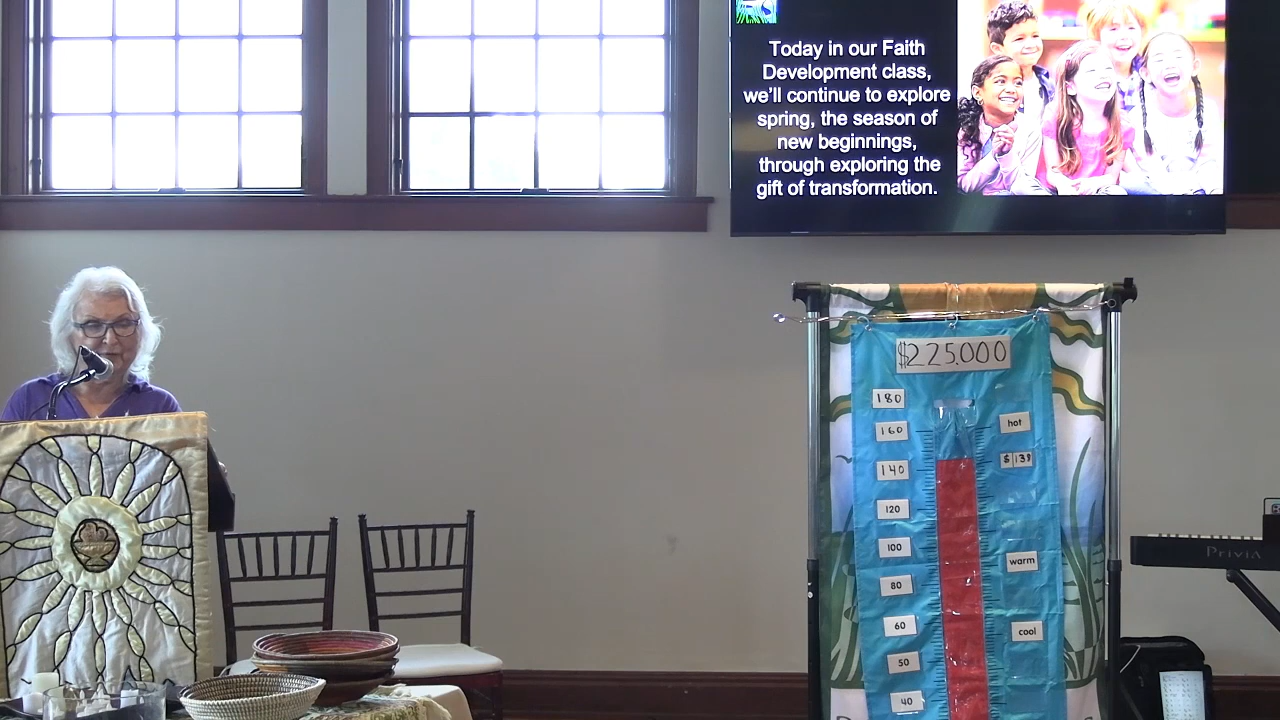 Today in our Faith
Development class,
we'll continue to explore
spring, the season of
new beginnings,
through exploring the
gift of transformation.
$225,000
180
160
hot
140
$139
120
100
warm
80
60
cool
50
40
PRIVIA